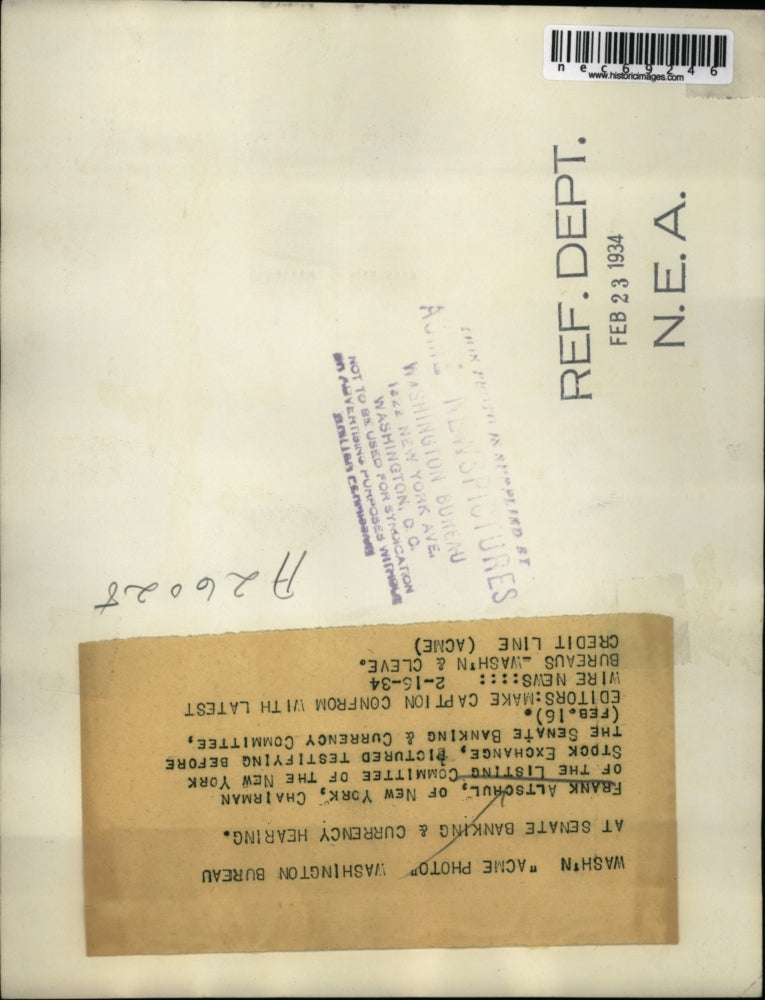 nec69246
www.historicimages.com
REF. DEPT.
FEB 23 1934
N. E. A.
THIS PHOTO IS SUPPLIED BY
ACME NEWSPICTURES
WASHINGTON BUREAU
1422 NEW YORK AVE.
WASHINGTON, D. C.
NOT TO BE USED FOR SYNDICATION
OR ADVERTISING PURPOSES WITHOUT
A26028
WASH'N "ACME PHOTO" WASHINGTON BUREAU
AT SENATE BANKING & CURRENCY HEARING.
FRANK ALTSCHUL, OF NEW YORK, CHAIRMAN
OF THE LISTING COMMITTEE OF THE NEW YORK
STOCK EXCHANGE, PICTURED TESTIFYING BEFORE
THE SENATE BANKING & CURRENCY COMMITTEE,
(FEB.16).
EDITORS:MAKE CAPTION CONFROM WITH LATEST
WIRE NEWS:::: 2-16-34
BUREAUS -WASH'N & CLEVE.
CREDIT LINE (ACME)